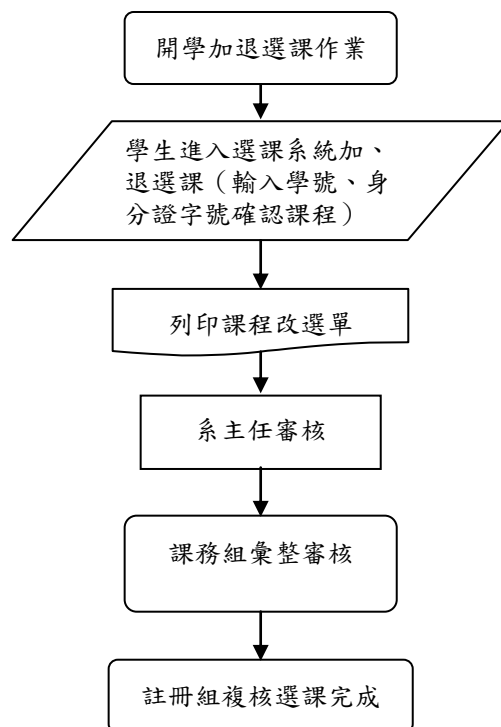 開學加退選課作業
學生進入選課系統加、
退選課（輸入學號、身
分證字號確認課程）
列印課程改選單
系主任審核
課務組彙整審核
註冊組複核選課完成